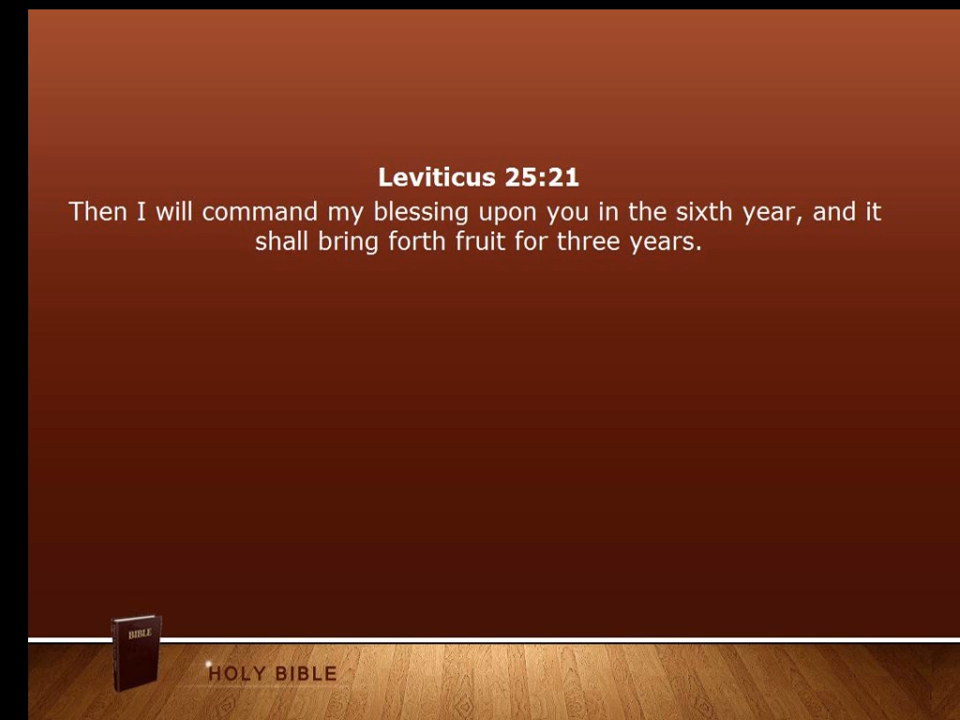 Leviticus 25:21
Then I will command my blessing upon you in the sixth year, and it
shall bring forth fruit for three years.
BIBLE
HOLY BIBLE